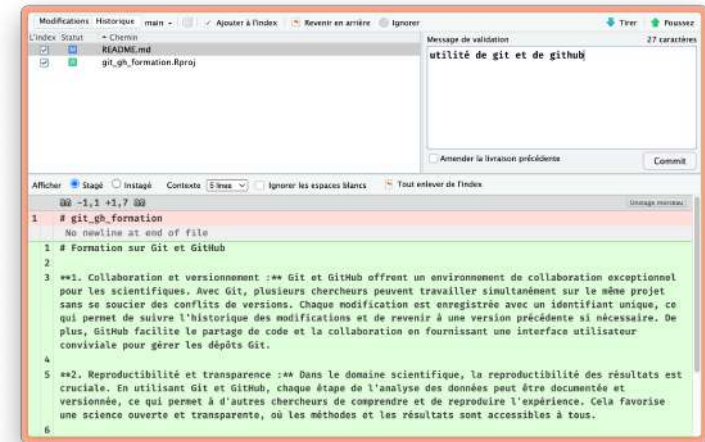 Modifications Historique main Ajouter à l'index Revenir en arrière Ignorer Tirer Poussez
L'index Statut Chemin
README.md
git_gh_formation.Rproj
Message de validation 27 caractères
utilité de git et de github
Amender la livraison précédente Commit
Afficher Stagé Instagé Contexte 5 lines Ignorer les espaces blancs Tout enlever de l'index
@@ -1,1 +1,7 @@ Unstage morceau
1 # git_gh_formation
No newline at end of file
1 # Formation sur Git et GitHub
2
3 **1. Collaboration et versionnement :** Git et GitHub offrent un environnement de collaboration exceptionnel
pour les scientifiques. Avec Git, plusieurs chercheurs peuvent travailler simultanément sur le même projet
sans se soucier des conflits de versions. Chaque modification est enregistrée avec un identifiant unique, ce
qui permet de suivre l'historique des modifications et de revenir à une version précédente si nécessaire. De
plus, GitHub facilite le partage de code et la collaboration en fournissant une interface utilisateur
conviviale pour gérer les dépôts Git.
4
5 **2. Reproductibilité et transparence :** Dans le domaine scientifique, la reproductibilité des résultats est
cruciale. En utilisant Git et GitHub, chaque étape de l'analyse des données peut être documentée et
versionnée, ce qui permet à d'autres chercheurs de comprendre et de reproduire l'expérience. Cela favorise
une science ouverte et transparente, où les méthodes et les résultats sont accessibles à tous.
6